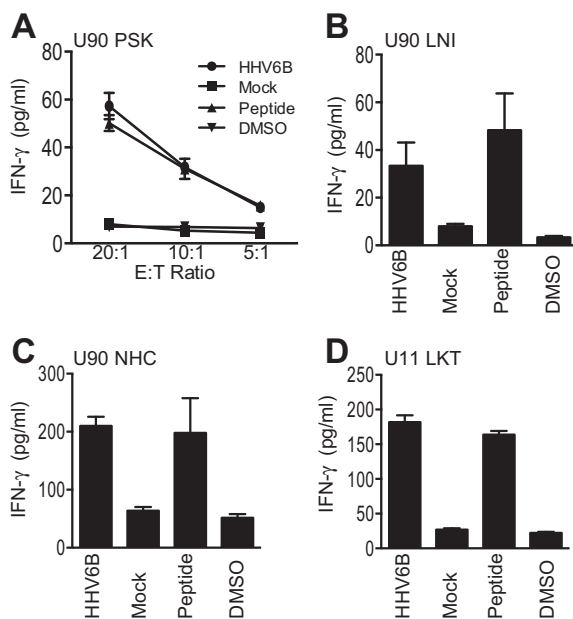 A
U90 PSK
IFN-γ (pg/ml)
80
60
40
20
0
HHV6B
Mock
Peptide
DMSO
20:1 10:1 5:1
E:T Ratio
B
U90 LNI
IFN-γ (pg/ml)
80
60
40
20
0
HHV6B
Mock
Peptide
DMSO
C
U90 NHC
IFN-γ (pg/ml)
300
200
100
0
HHV6B
Mock
Peptide
DMSO
D
U11 LKT
IFN-γ (pg/ml)
250
200
150
100
50
0
HHV6B
Mock
Peptide
DMSO